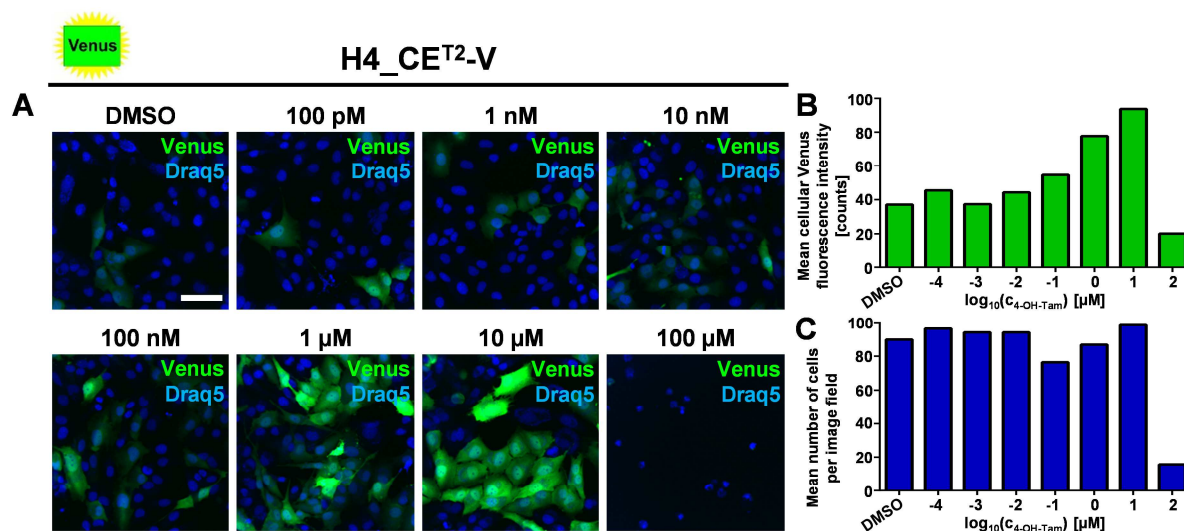 Venus
H4_CE^T2-V
A
DMSO
100 pM
1 nM
10 nM
Venus
Draq5
Venus
Draq5
Venus
Draq5
Venus
Draq5
100 nM
1 µM
10 µM
100 µM
Venus
Draq5
Venus
Draq5
Venus
Draq5
Venus
Draq5
B
Mean cellular Venus
fluorescence intensity
[counts]
100
80
60
40
20
0
DMSO -4 -3 -2 -1 0 1 2
log10(c4-OH-Tam) [µM]
C
Mean number of cells
per image field
100
80
60
40
20
0
DMSO -4 -3 -2 -1 0 1 2
log10(c4-OH-Tam) [µM]